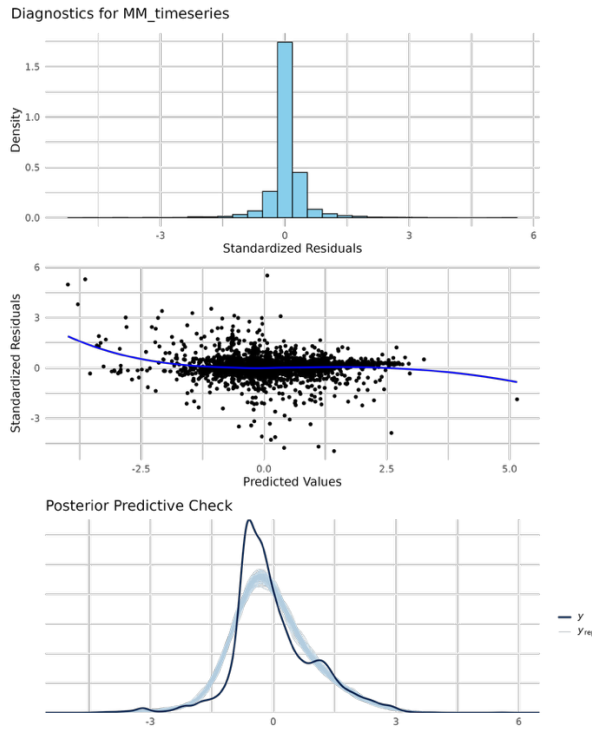 Diagnostics for MM_timeseries
Density
1.5
1.0
0.5
0.0
-3 0 3 6
Standardized Residuals
Standardized Residuals
6
3
0
-3
-2.5 0.0 2.5 5.0
Predicted Values
Posterior Predictive Check
y
y rep
-3 0 3 6